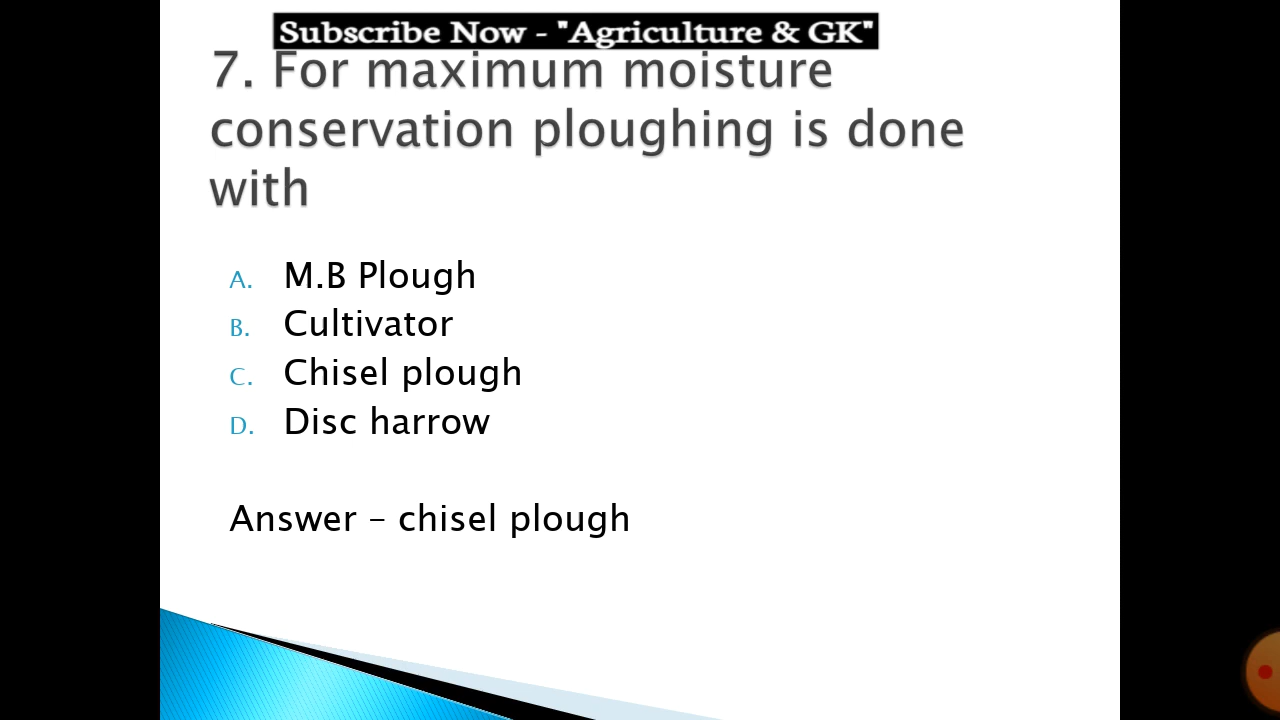 Subscribe Now - "Agriculture & GK"
7. For maximum moisture
conservation ploughing is done
with
A. M.B Plough
B. Cultivator
C. Chisel plough
D. Disc harrow
Answer – chisel plough